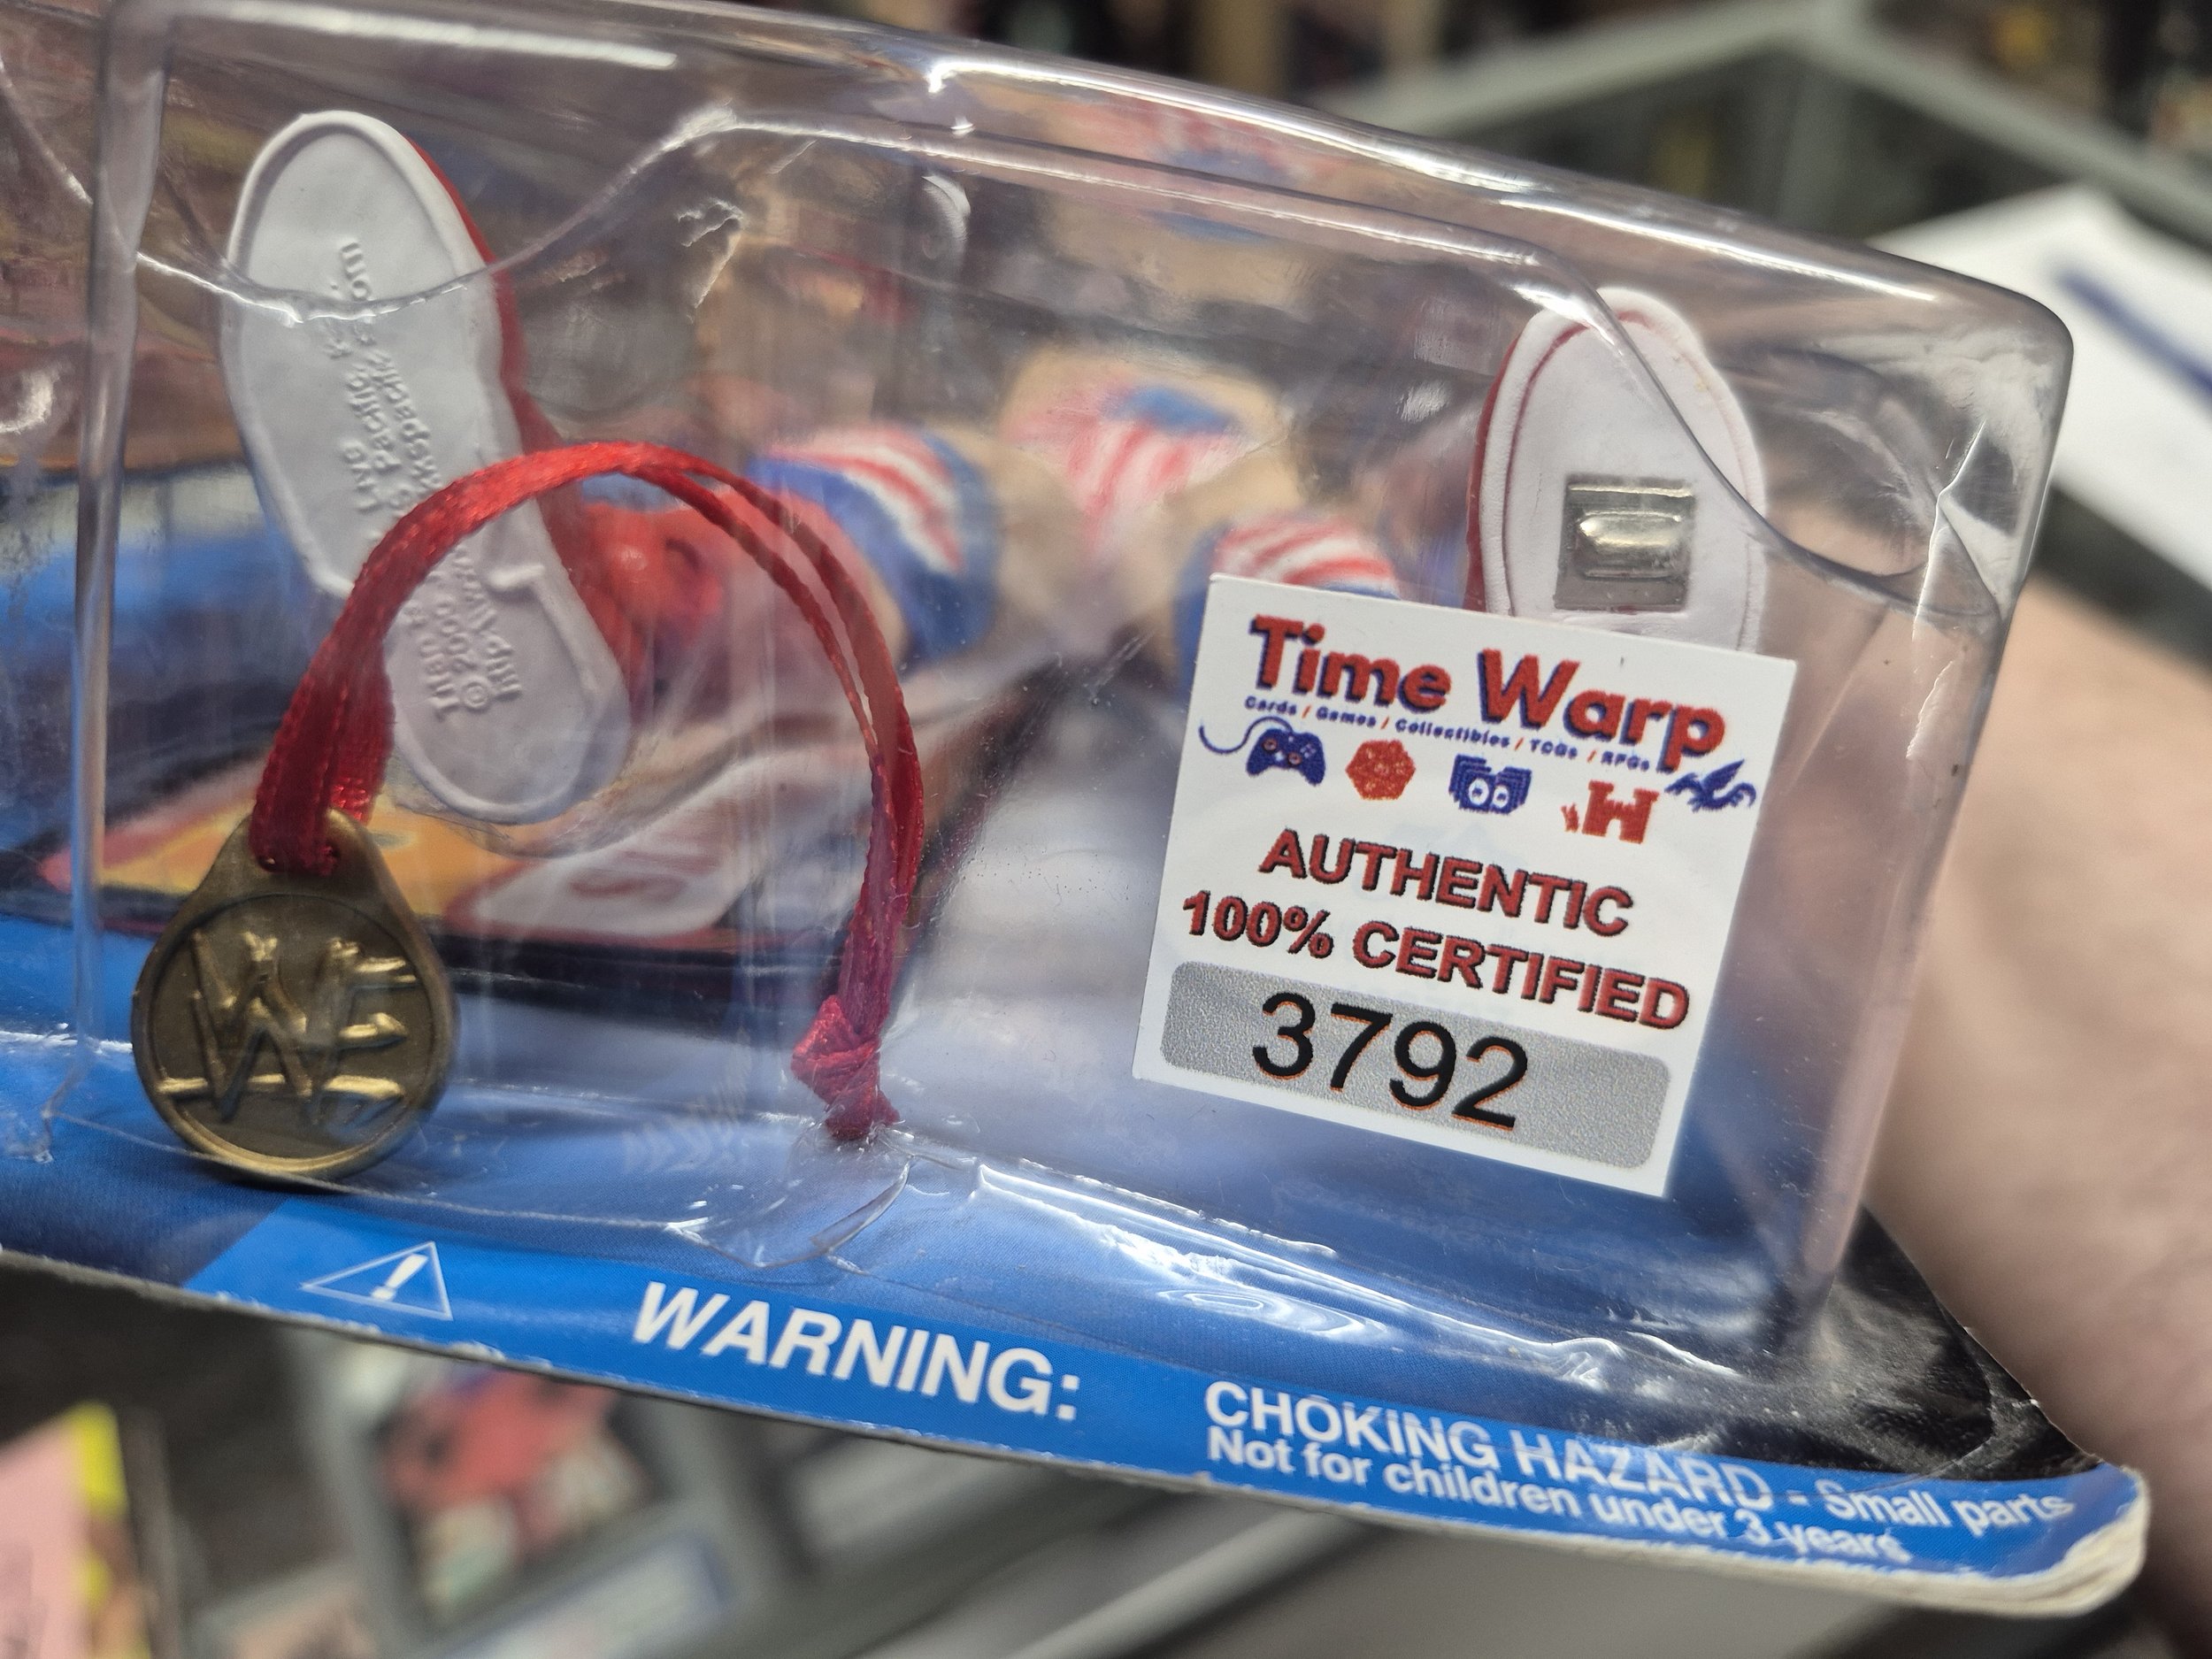 Time Warp
Cards / Games / Collectibles / TCGs / RPGs
AUTHENTIC
100% CERTIFIED
3792
WARNING:
CHOKING HAZARD - Small parts
Not for children under 3 years